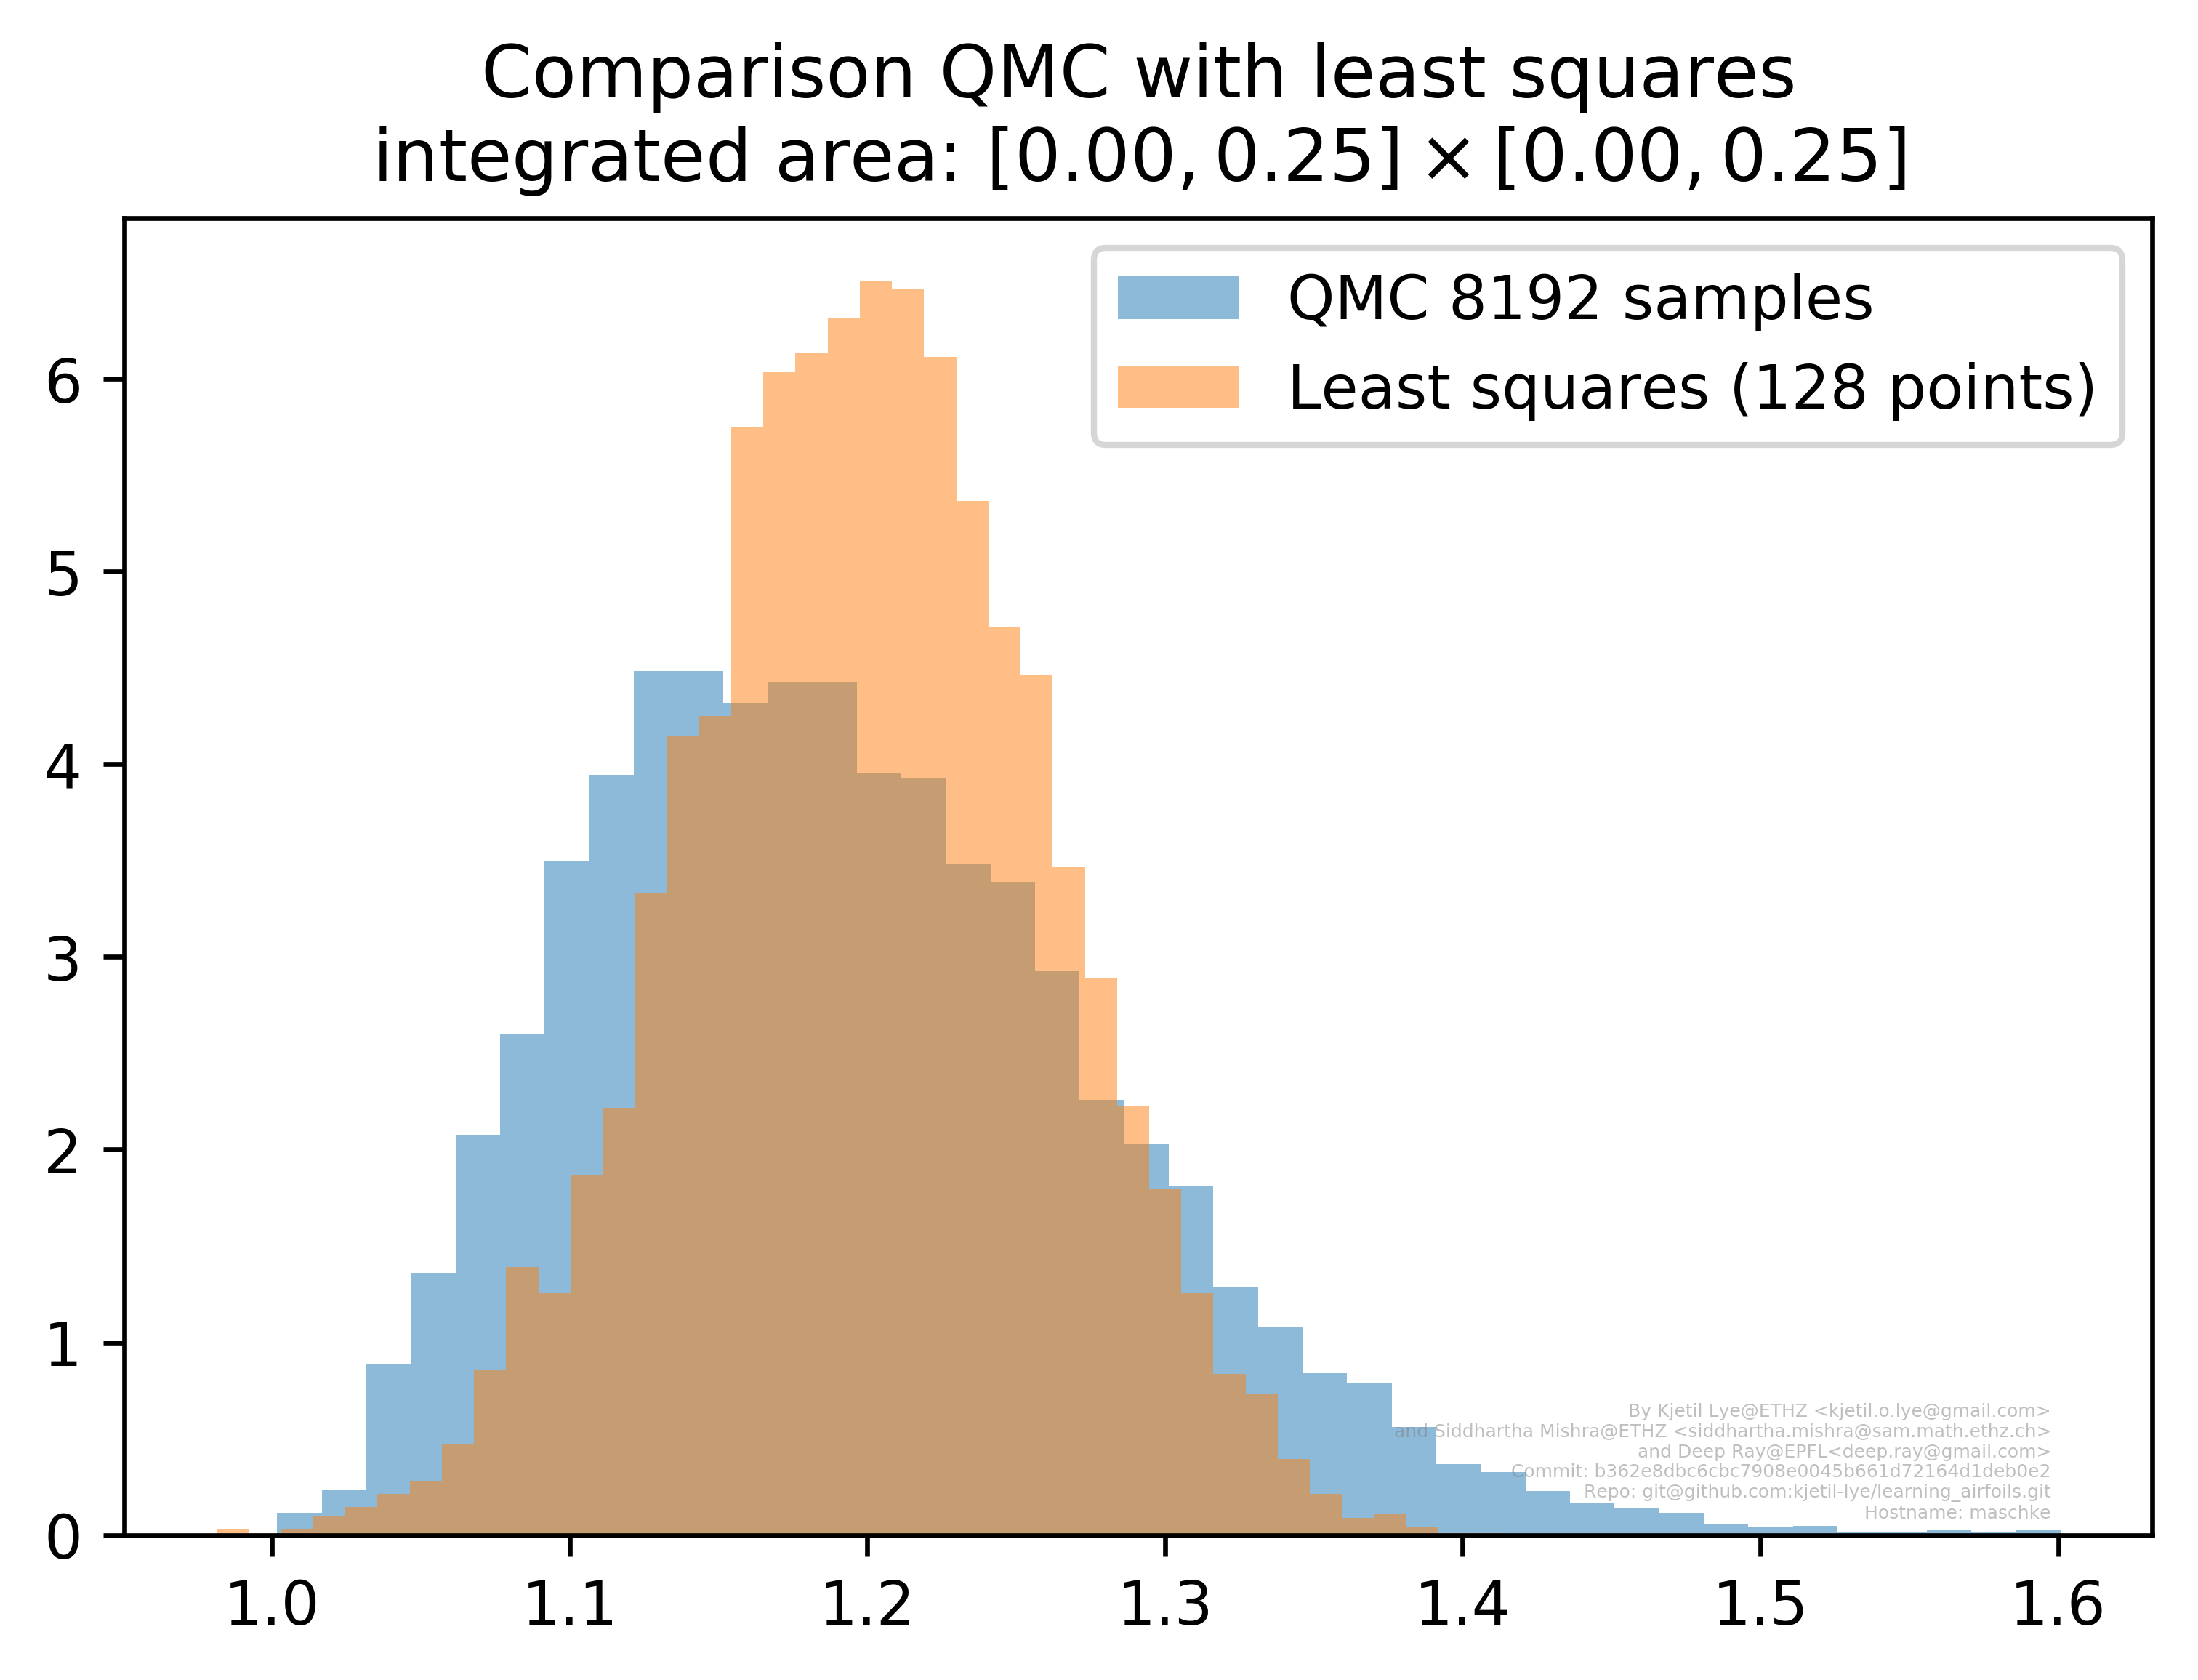 Comparison QMC with least squares
integrated area: [0.00, 0.25] × [0.00, 0.25]
QMC 8192 samples
Least squares (128 points)
6
5
4
3
2
1
0
By Kjetil Lye@ETHZ <kjetil.o.lye@gmail.com>
and Siddhartha Mishra@ETHZ <siddhartha.mishra@sam.math.ethz.ch>
and Deep Ray@EPFL<deep.ray@gmail.com>
Commit: b362e8dbc6cbc7908e0045b661d72164d1deb0e2
Repo: git@github.com:kjetil-lye/learning_airfoils.git
Hostname: maschke
1.0 1.1 1.2 1.3 1.4 1.5 1.6